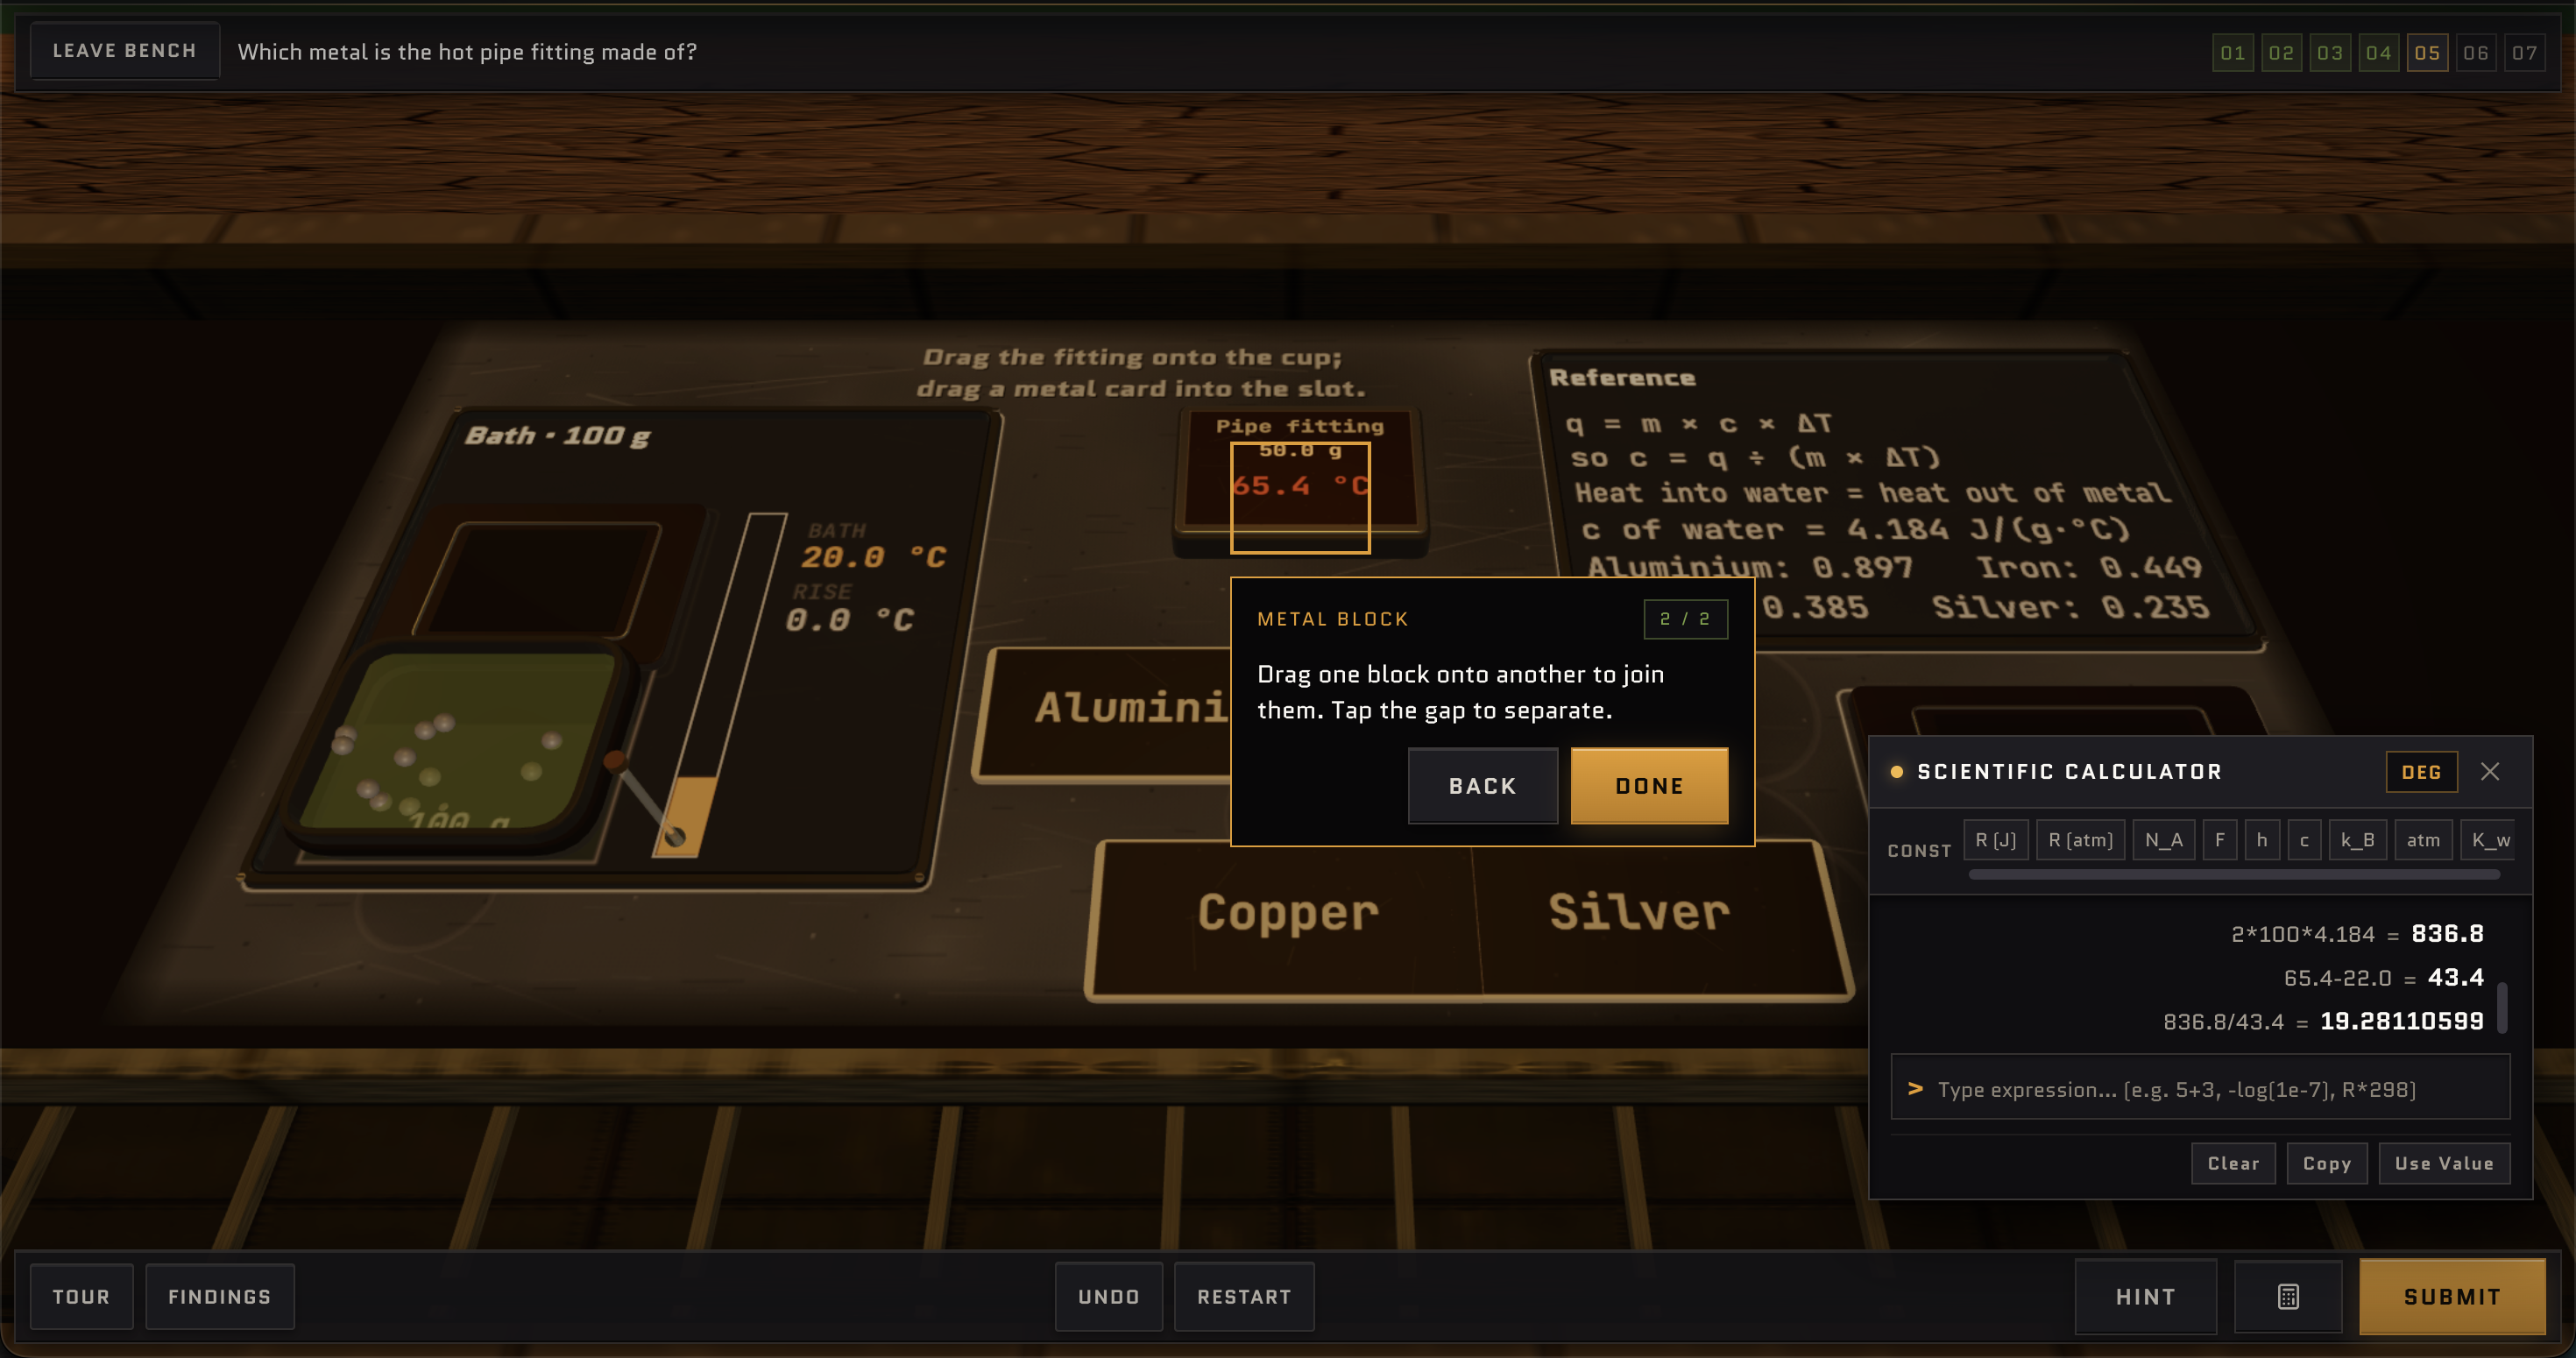 LEAVE BENCH
Which metal is the hot pipe fitting made of?
01 02 03 04 05 06 07
Drag the fitting onto the cup;
drag a metal card into the slot.
Bath · 100 g
BATH
20.0 °C
RISE
0.0 °C
100 g
Pipe fitting
50.0 g
65.4 °C
Reference
q = m × c × ΔT
so c = q ÷ (m × ΔT)
Heat into water = heat out of metal
c of water = 4.184 J/(g·°C)
Aluminium: 0.897 Iron: 0.449
0.385 Silver: 0.235
METAL BLOCK
2 / 2
Drag one block onto another to join
them. Tap the gap to separate.
BACK
DONE
Alumini
Copper
Silver
SCIENTIFIC CALCULATOR
DEG
CONST R (J) R (atm) N_A F h c k_B atm K_w
2*100*4.184 = 836.8
65.4-22.0 = 43.4
836.8/43.4 = 19.28110599
> Type expression... (e.g. 5+3, -log(1e-7), R*298)
Clear
Copy
Use Value
TOUR
FINDINGS
UNDO
RESTART
HINT
SUBMIT